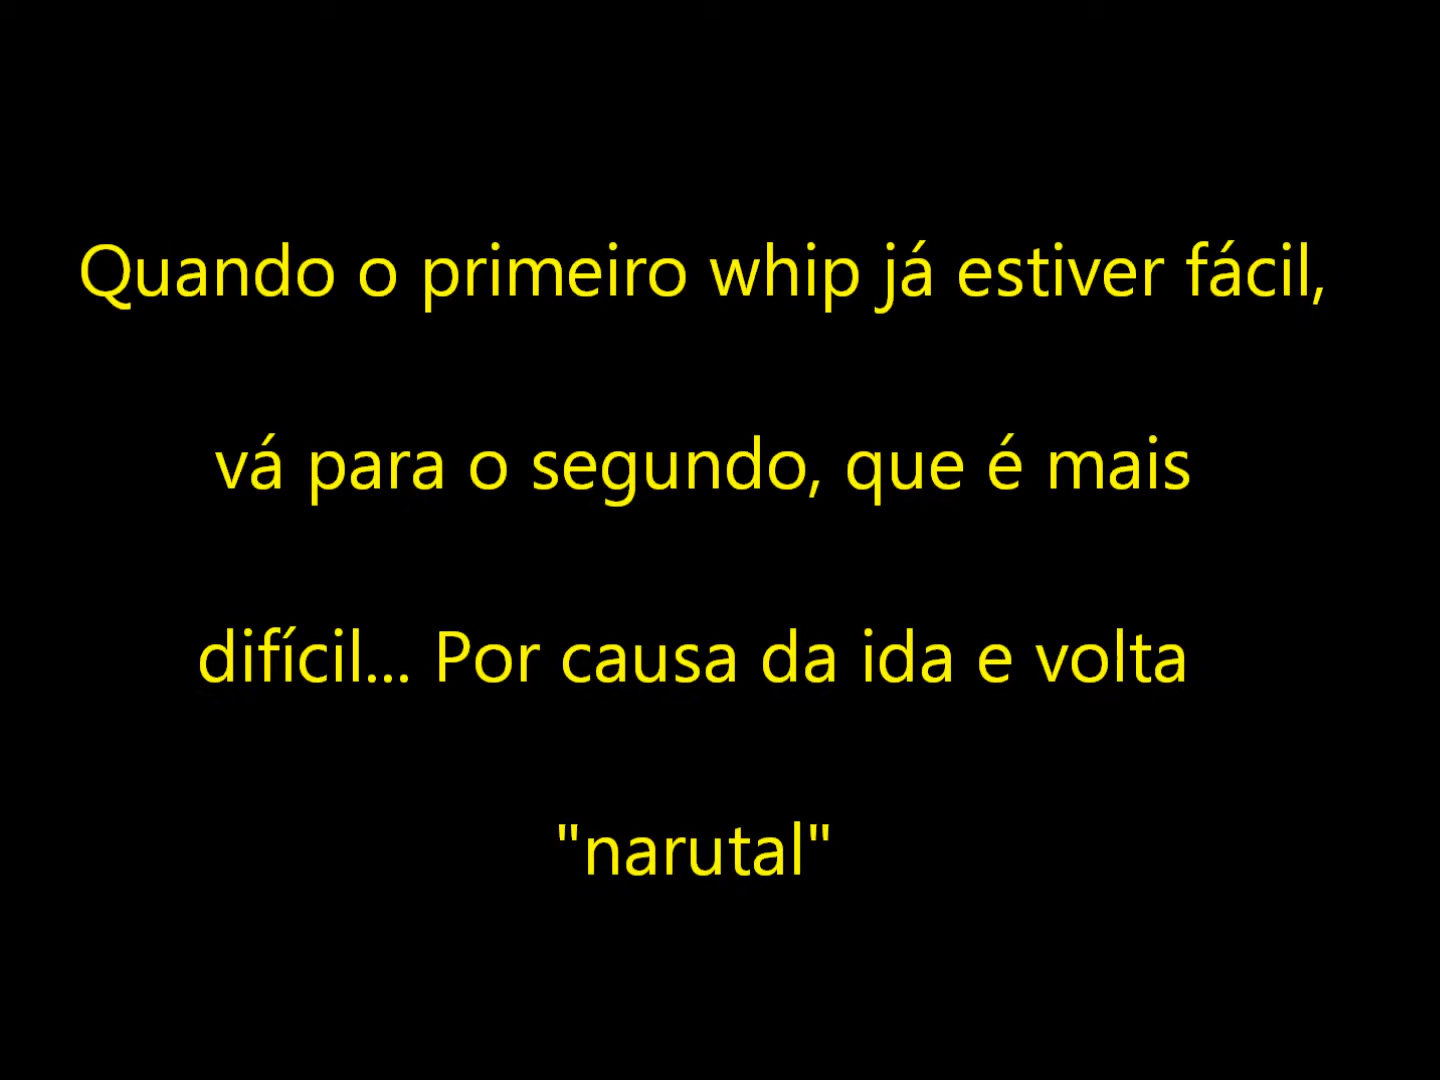 Quando o primeiro whip já estiver fácil,
vá para o segundo, que é mais
difícil... Por causa da ida e volta
"narutal"